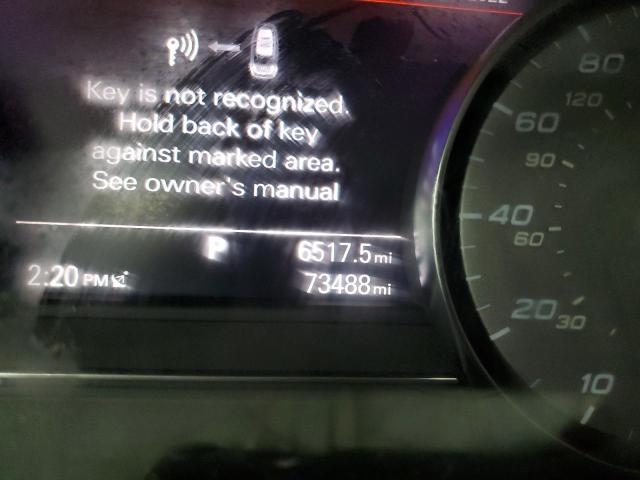 Key is not recognized.
Hold back of key
against marked area.
See owner's manual
P 6517.5 mi
2:20 PM 73488 mi
80
120
60
90
40
60
20
30
10